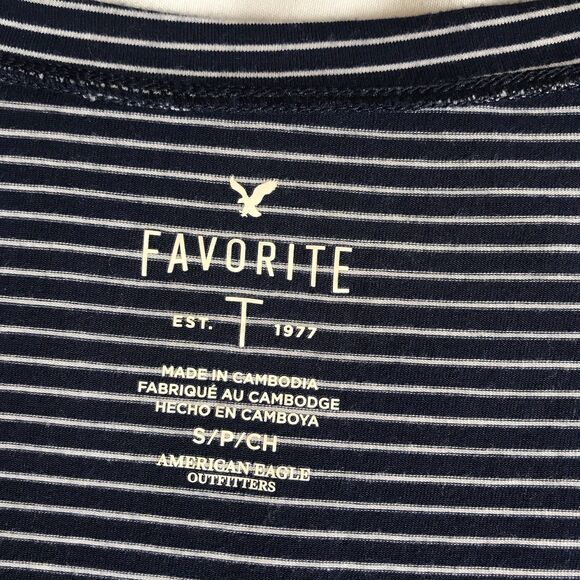 FAVORITE
EST. T 1977
MADE IN CAMBODIA
FABRIQUÉ AU CAMBODGE
HECHO EN CAMBOYA
S/P/CH
AMERICAN EAGLE
OUTFITTERS